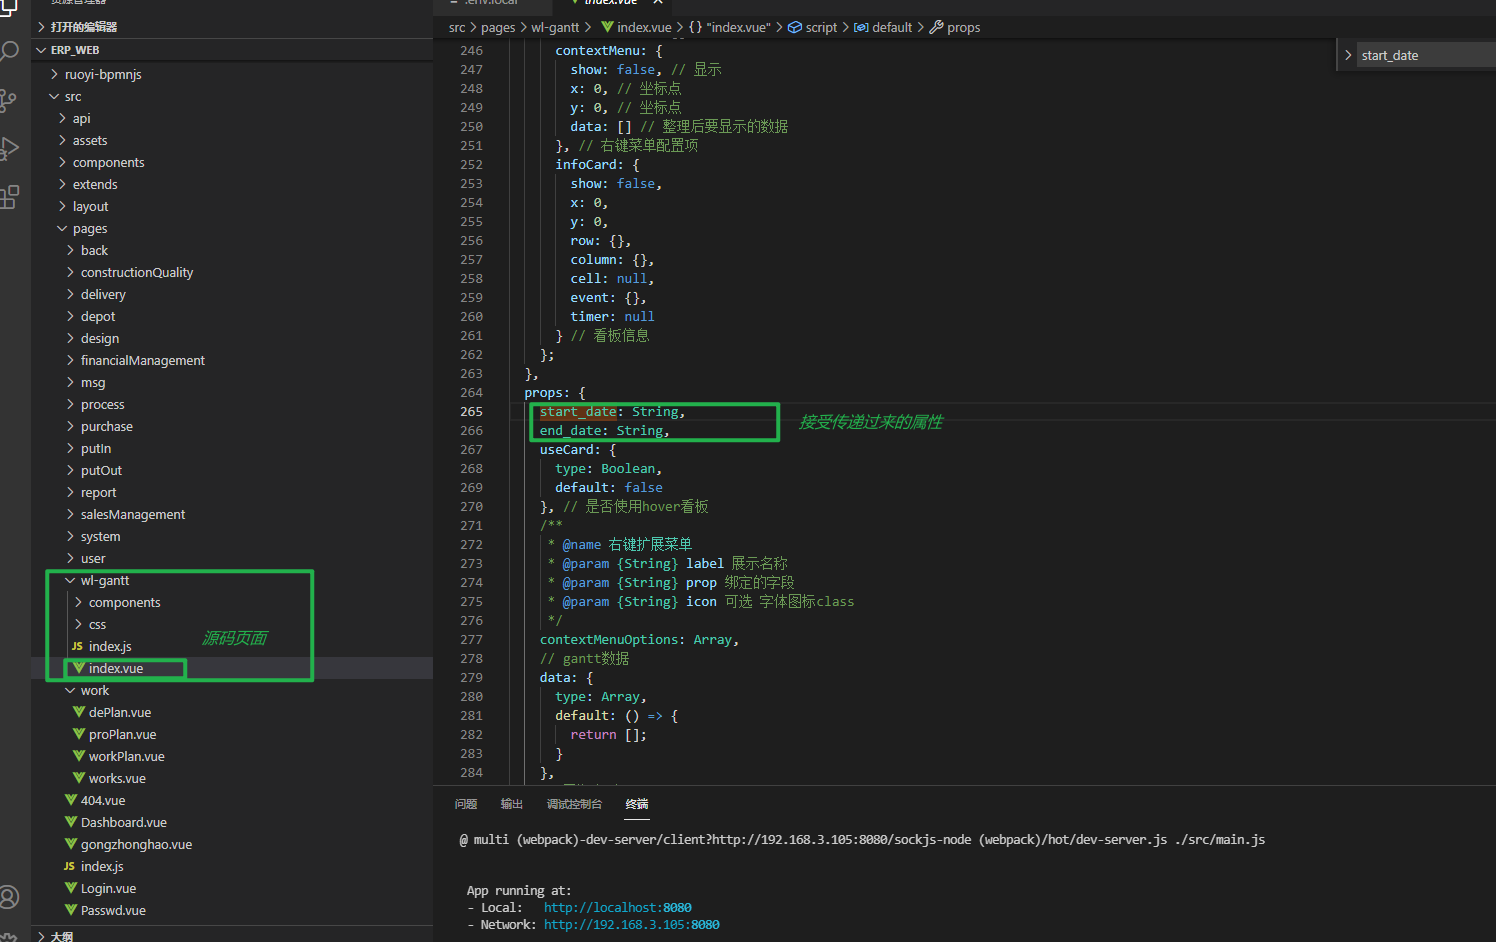 资源管理器
打开的编辑器
ERP_WEB
ruoyi-bpmnjs
src
api
assets
components
extends
layout
pages
back
constructionQuality
delivery
depot
design
financialManagement
msg
process
purchase
putIn
putOut
report
salesManagement
system
user
wl-gantt
components
css
源码页面
JS index.js
index.vue
work
dePlan.vue
proPlan.vue
workPlan.vue
works.vue
404.vue
Dashboard.vue
gongzhonghao.vue
JS index.js
Login.vue
Passwd.vue
大纲
.env.local
index.vue
src > pages > wl-gantt > index.vue > {} "index.vue" > script > default > props
start_date
246 contextMenu: {
247 show: false, // 显示
248 x: 0, // 坐标点
249 y: 0, // 坐标点
250 data: [] // 整理后要显示的数据
251 }, // 右键菜单配置项
252 infoCard: {
253 show: false,
254 x: 0,
255 y: 0,
256 row: {},
257 column: {},
258 cell: null,
259 event: {},
260 timer: null
261 } // 看板信息
262 };
263 },
264 props: {
265 start_date: String,
接受传递过来的属性
266 end_date: String,
267 useCard: {
268 type: Boolean,
269 default: false
270 }, // 是否使用hover看板
271 /**
272 * @name 右键扩展菜单
273 * @param {String} label 展示名称
274 * @param {String} prop 绑定的字段
275 * @param {String} icon 可选 字体图标class
276 */
277 contextMenuOptions: Array,
278 // gantt数据
279 data: {
280 type: Array,
281 default: () => {
282 return [];
283 }
284 },
问题 输出 调试控制台 终端
@ multi (webpack)-dev-server/client?http://192.168.3.105:8080/sockjs-node (webpack)/hot/dev-server.js ./src/main.js
App running at:
- Local: http://localhost:8080
- Network: http://192.168.3.105:8080